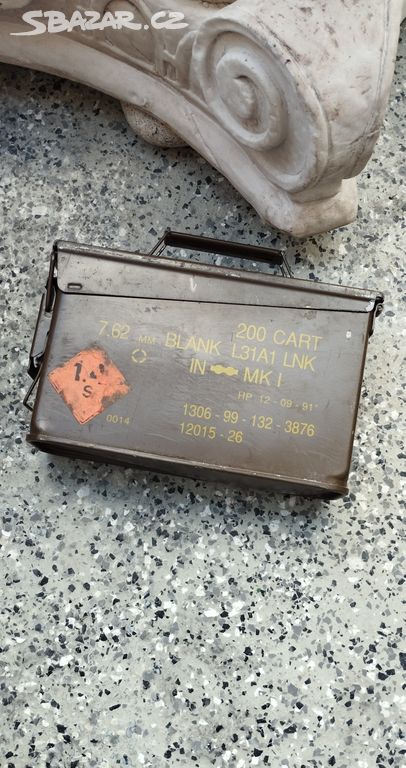 SBAZAR.CZ
200 CART
7.62 MM BLANK L31A1 LNK
IN MK I
HP 12-09-91
1306-99-132-3876
12015-26
0014
1.4
S